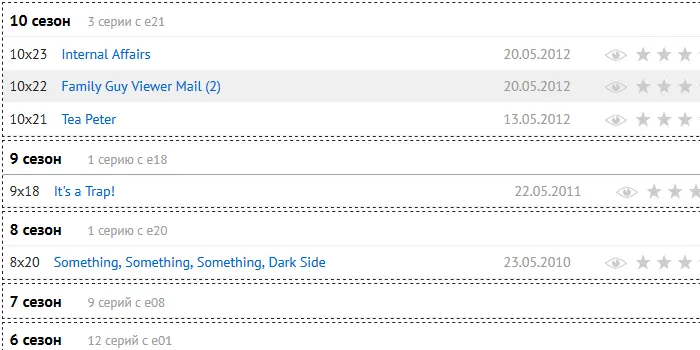 10 сезон 3 серии с e21
10x23 Internal Affairs 20.05.2012
10x22 Family Guy Viewer Mail (2) 20.05.2012
10x21 Tea Peter 13.05.2012
9 сезон 1 серию с e18
9x18 It's a Trap! 22.05.2011
8 сезон 1 серию с e20
8x20 Something, Something, Something, Dark Side 23.05.2010
7 сезон 9 серий с e08
6 сезон 12 серий с e01